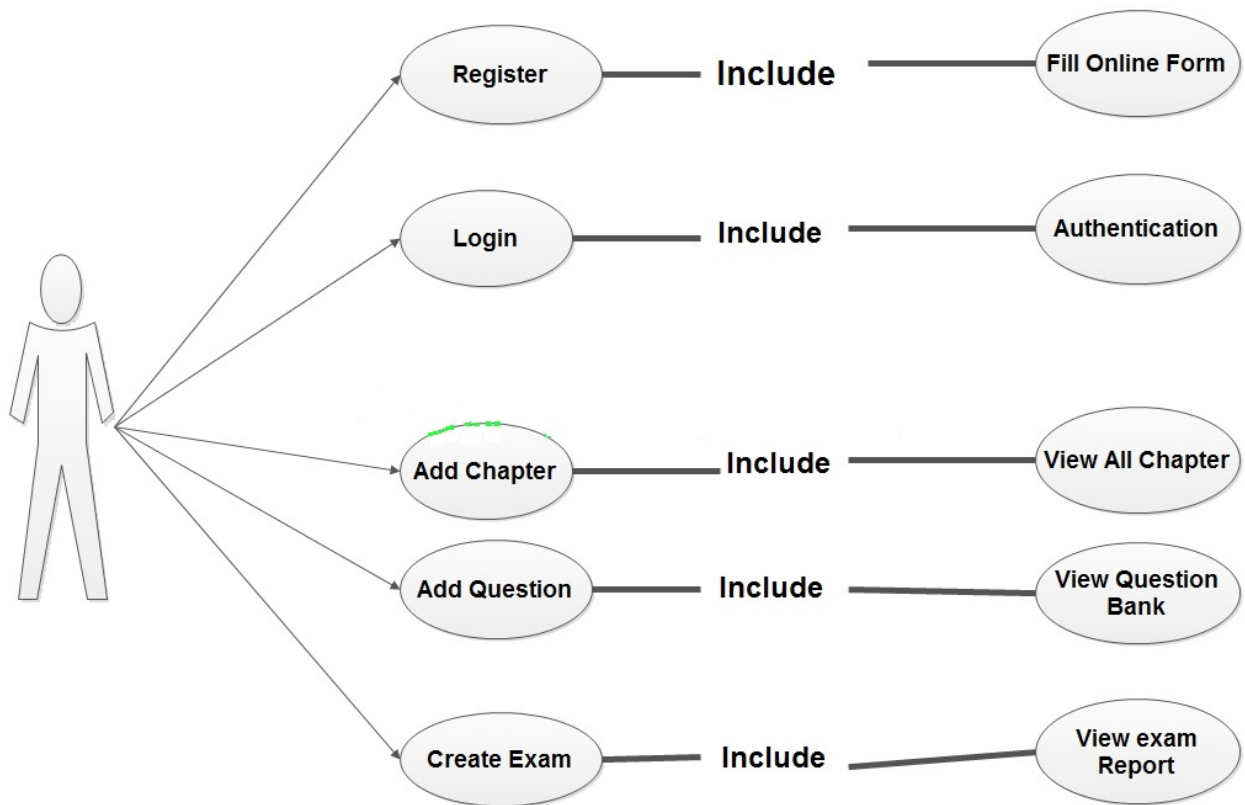 Register Include Fill Online Form
Login Include Authentication
Add Chapter Include View All Chapter
Add Question Include View Question
Bank
Create Exam Include View exam
Report